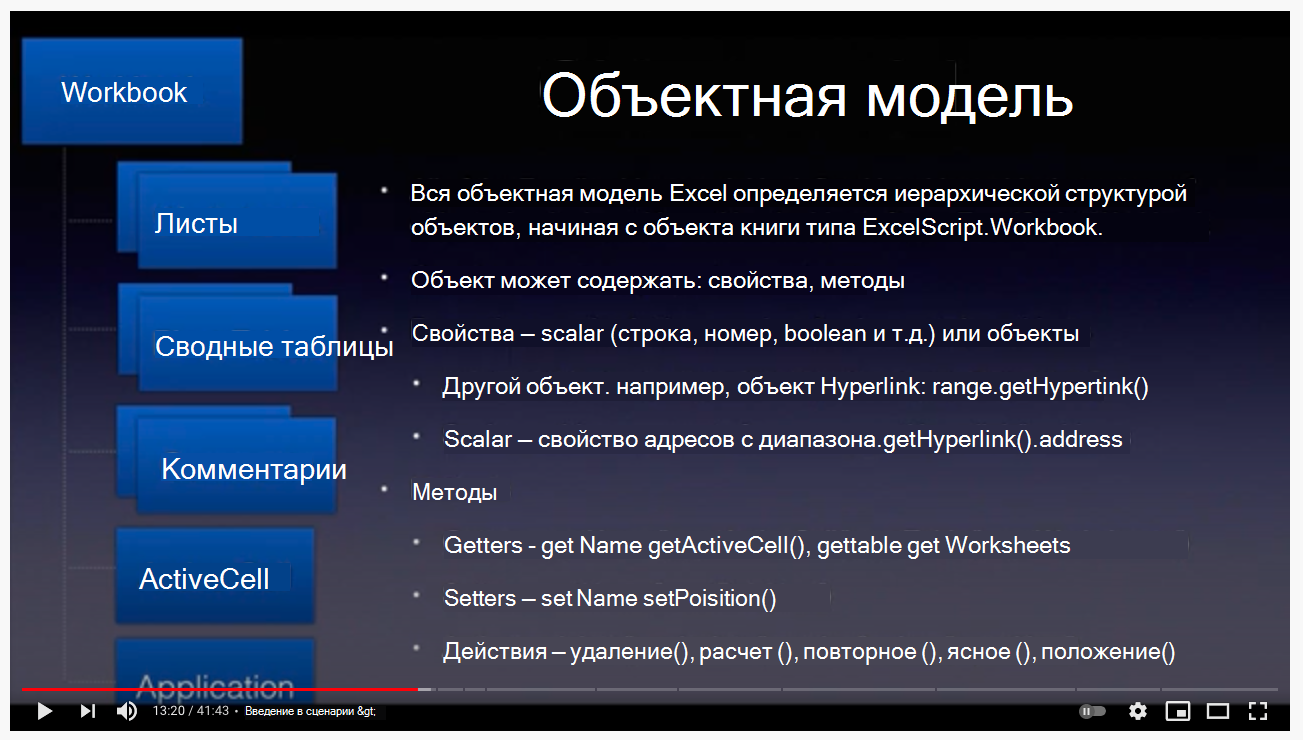 Workbook
Объектная модель
Листы
Сводные таблицы
Комментарии
ActiveCell
Application
• Вся объектная модель Excel определяется иерархической структурой
объектов, начиная с объекта книги типа ExcelScript.Workbook.
• Объект может содержать: свойства, методы
• Свойства – scalar (строка, номер, boolean и т.д.) или объекты
• Другой объект. например, объект Hyperlink: range.getHypertink()
• Scalar – свойство адресов с диапазона.getHyperlink().address
• Методы
• Getters - get Name getActiveCell(), gettable get Worksheets
• Setters – set Name setPoisition()
• Действия – удаление(), расчет (), повторное (), ясное (), положение()
13:20 / 41:43 • Введение в сценарии &gt;